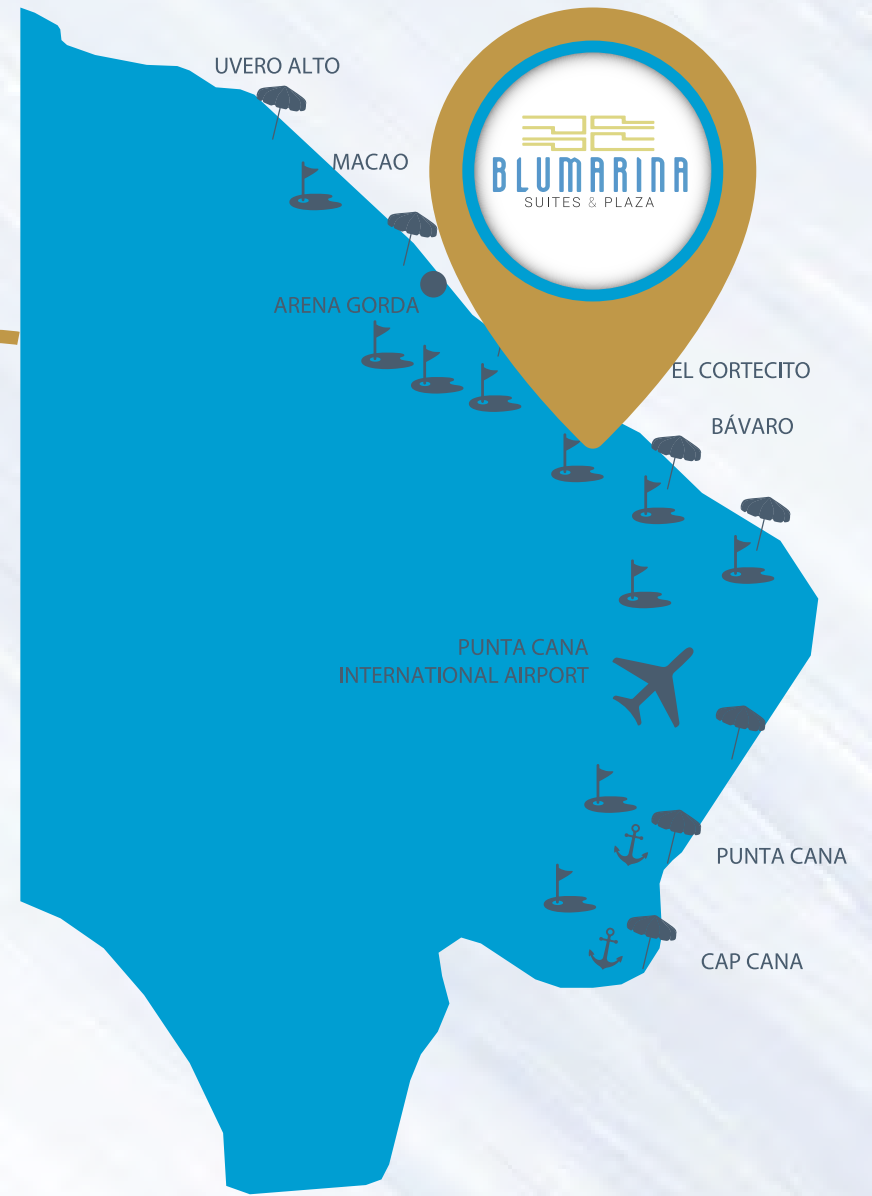 UVERO ALTO
MACAO
BLUMARINA
SUITES & PLAZA
ARENA GORDA
EL CORTECITO
BÁVARO
PUNTA CANA
INTERNATIONAL AIRPORT
PUNTA CANA
CAP CANA